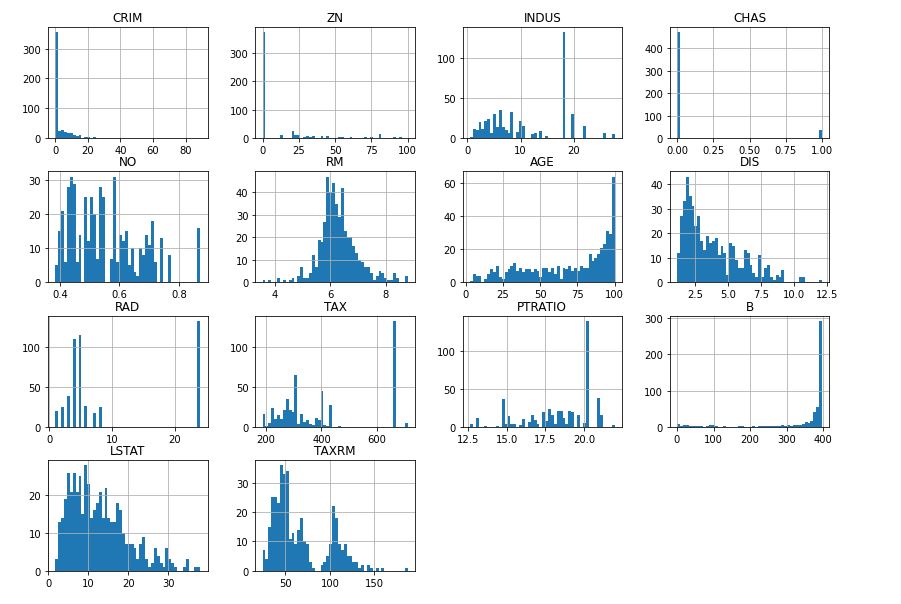 CRIM ZN INDUS CHAS
300 300 100 400
200 200 50 300
100 100 0 200
0 0 100
0
0 20 40 60 80 0 25 50 75 100 0 10 20 0.00 0.25 0.50 0.75 1.00
NO RM AGE DIS
30 40 60 40
20 30 40 30
10 20 20 20
0 10 0 10
0 0
0.4 0.6 0.8 4 6 8 0 25 50 75 100 2.5 5.0 7.5 10.0 12.5
RAD TAX PTRATIO B
100 100 100 300
50 50 50 200
0 0 0 100
0
0 10 20 200 400 600 12.5 15.0 17.5 20.0 0 100 200 300 400
LSTAT TAXRM
20 30
10 20
0 10
0
0 10 20 30 50 100 150